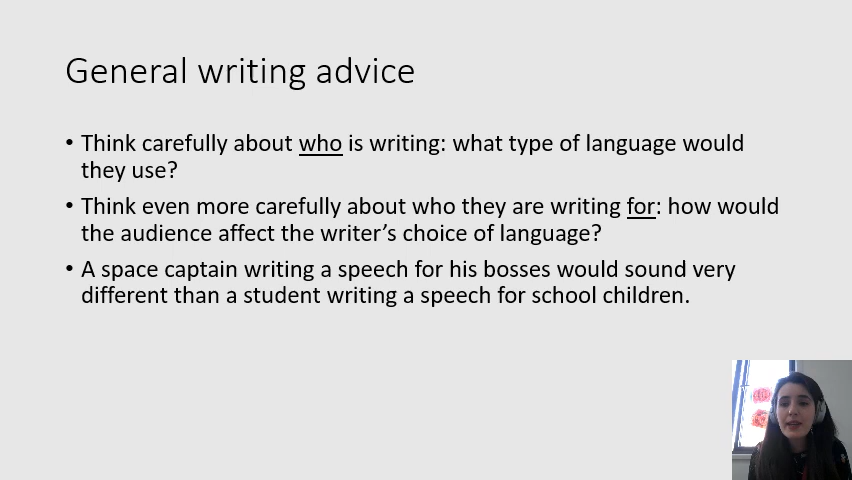 General writing advice
• Think carefully about who is writing: what type of language would
they use?
• Think even more carefully about who they are writing for: how would
the audience affect the writer’s choice of language?
• A space captain writing a speech for his bosses would sound very
different than a student writing a speech for school children.